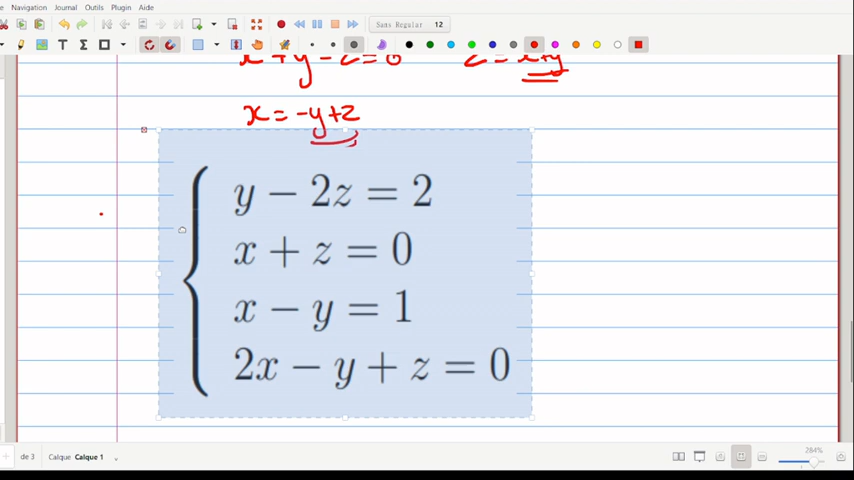 Navigation Journal Outils Plugin Aide
Sans Regular 12
x + y - z = 0 z = x+y
x = -y+z
y − 2z = 2
x + z = 0
x − y = 1
2x − y + z = 0
de 3 Calque Calque 1 284%